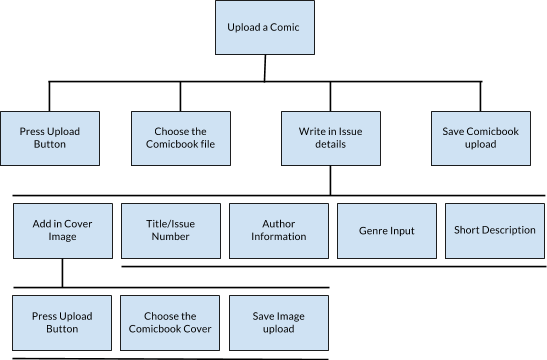 Upload a Comic
Press Upload
Button
Choose the
Comicbook file
Write in Issue
details
Save Comicbook
upload
Add in Cover
Image
Title/Issue
Number
Author
Information
Genre Input
Short Description
Press Upload
Button
Choose the
Comicbook Cover
Save Image
upload